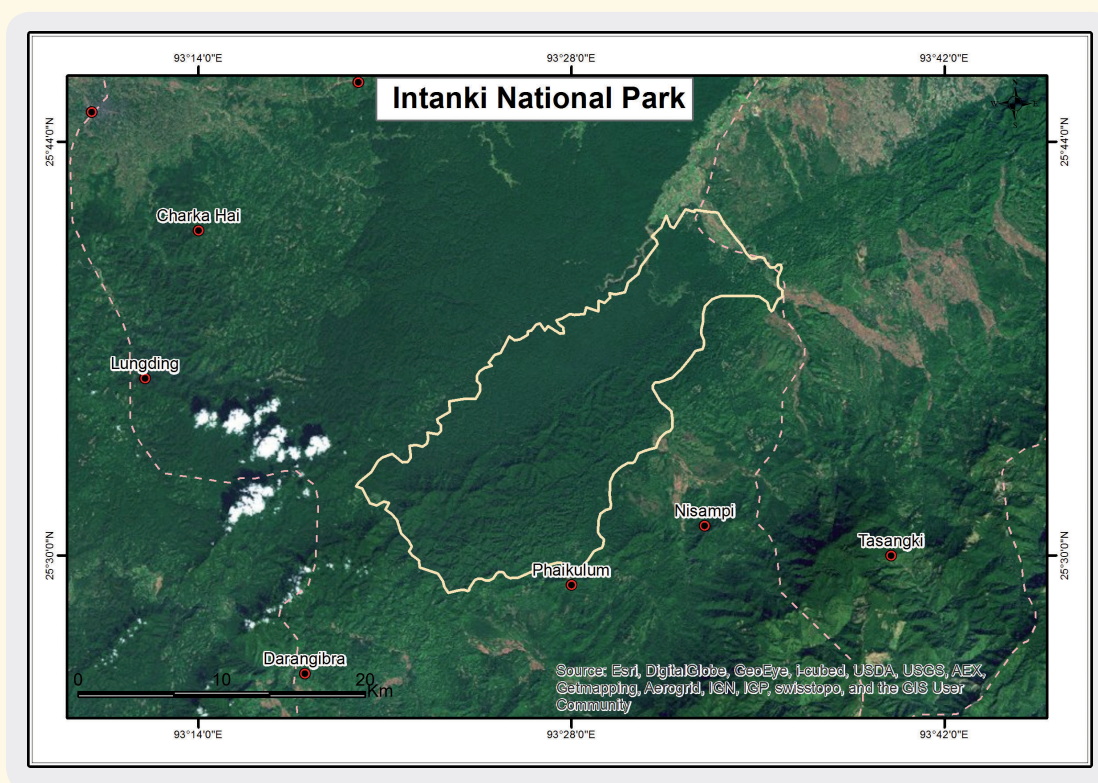 93°14'0"E
93°28'0"E
93°42'0"E
Intanki National Park
25°44'0"N
25°44'0"N
Charka Hai
Lungding
Nisampi
25°30'0"N
Tasangki
25°30'0"N
Phaikulum
Darangibra
0 10 20
Km
Source: Esri, DigitalGlobe, GeoEye, i-cubed, USDA, USGS, AEX,
Getmapping, Aerogrid, IGN, IGP, swisstopo, and the GIS User
Community
93°14'0"E
93°28'0"E
93°42'0"E